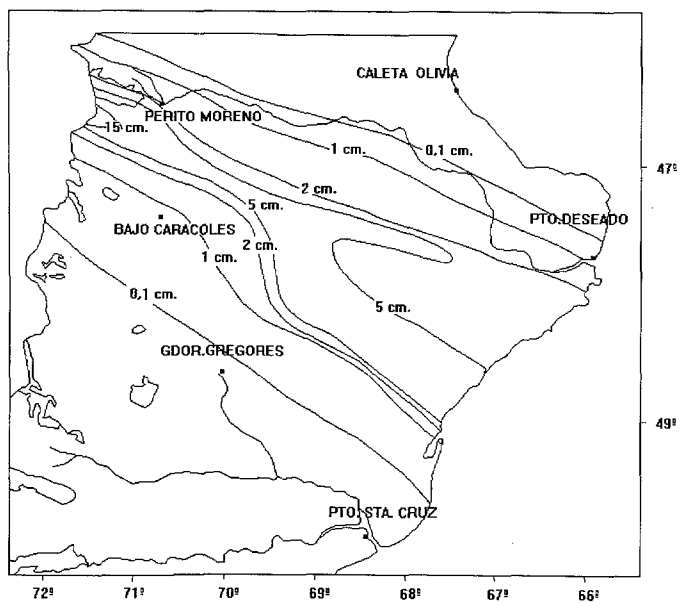 CALETA OLIVIA
PERITO MORENO
15 cm.
0,1 cm.
1 cm.
47º
2 cm.
5 cm.
PTO.DESEADO
BAJO CARACOLES
2 cm.
1 cm.
0,1 cm.
5 cm.
GDOR.GREGORES
49º
PTO. STA. CRUZ
72º 71º 70º 69º 68º 67º 66º